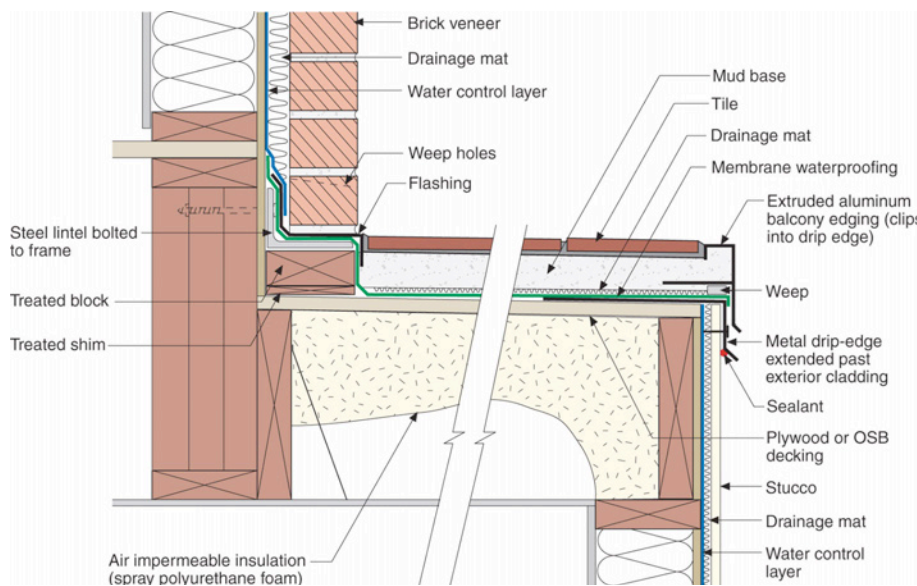 Brick veneer
Drainage mat
Water control layer
Weep holes
Flashing
Steel lintel bolted
to frame
Treated block
Treated shim
Air impermeable insulation
(spray polyurethane foam)
Mud base
Tile
Drainage mat
Membrane waterproofing
Extruded aluminum
balcony edging (clips
into drip edge)
Weep
Metal drip-edge
extended past
exterior cladding
Sealant
Plywood or OSB
decking
Stucco
Drainage mat
Water control
layer